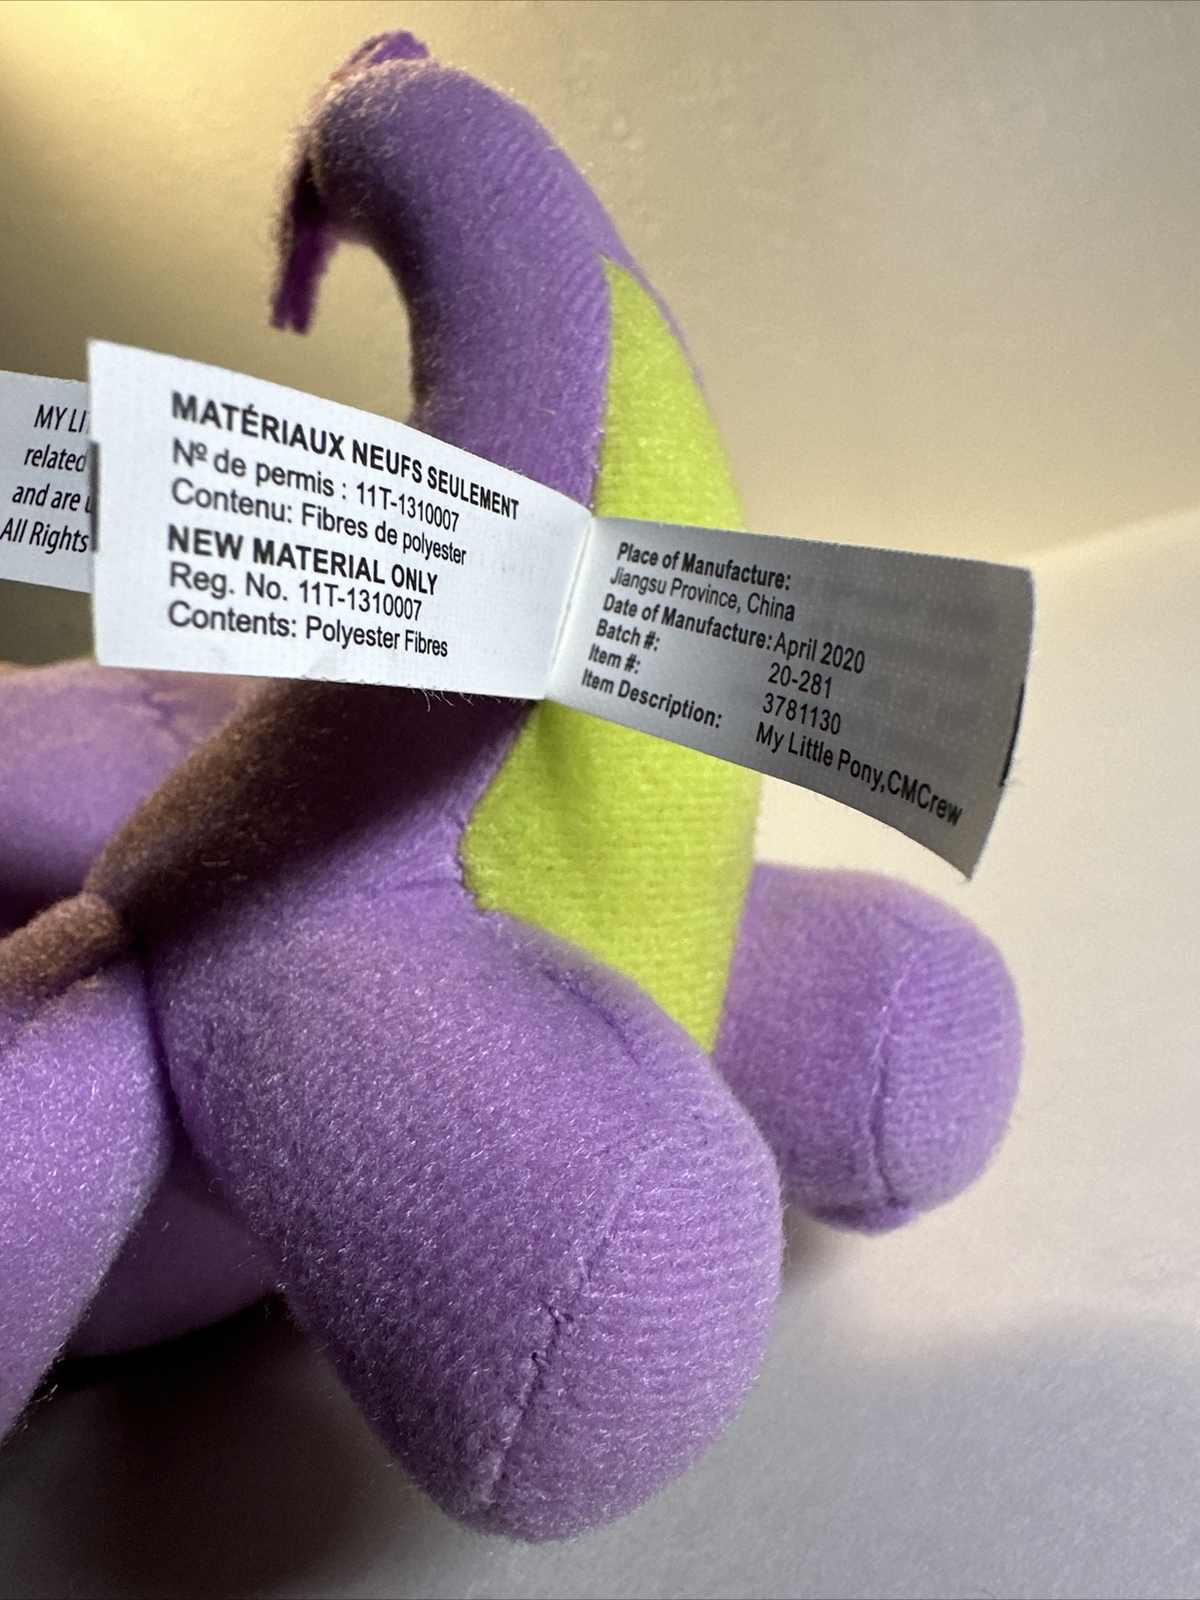 MY
related
and are
All Rights
MATÉRIAUX NEUFS SEULEMENT
Nº de permis : 11T-1310007
Contenu: Fibres de polyester
NEW MATERIAL ONLY
Reg. No. 11T-1310007
Contents: Polyester Fibres
Place of Manufacture:
Jiangsu Province, China
Date of Manufacture: April 2020
Batch #: 20-281
Item #: 3781130
Item Description: My Little Pony,CMCrew